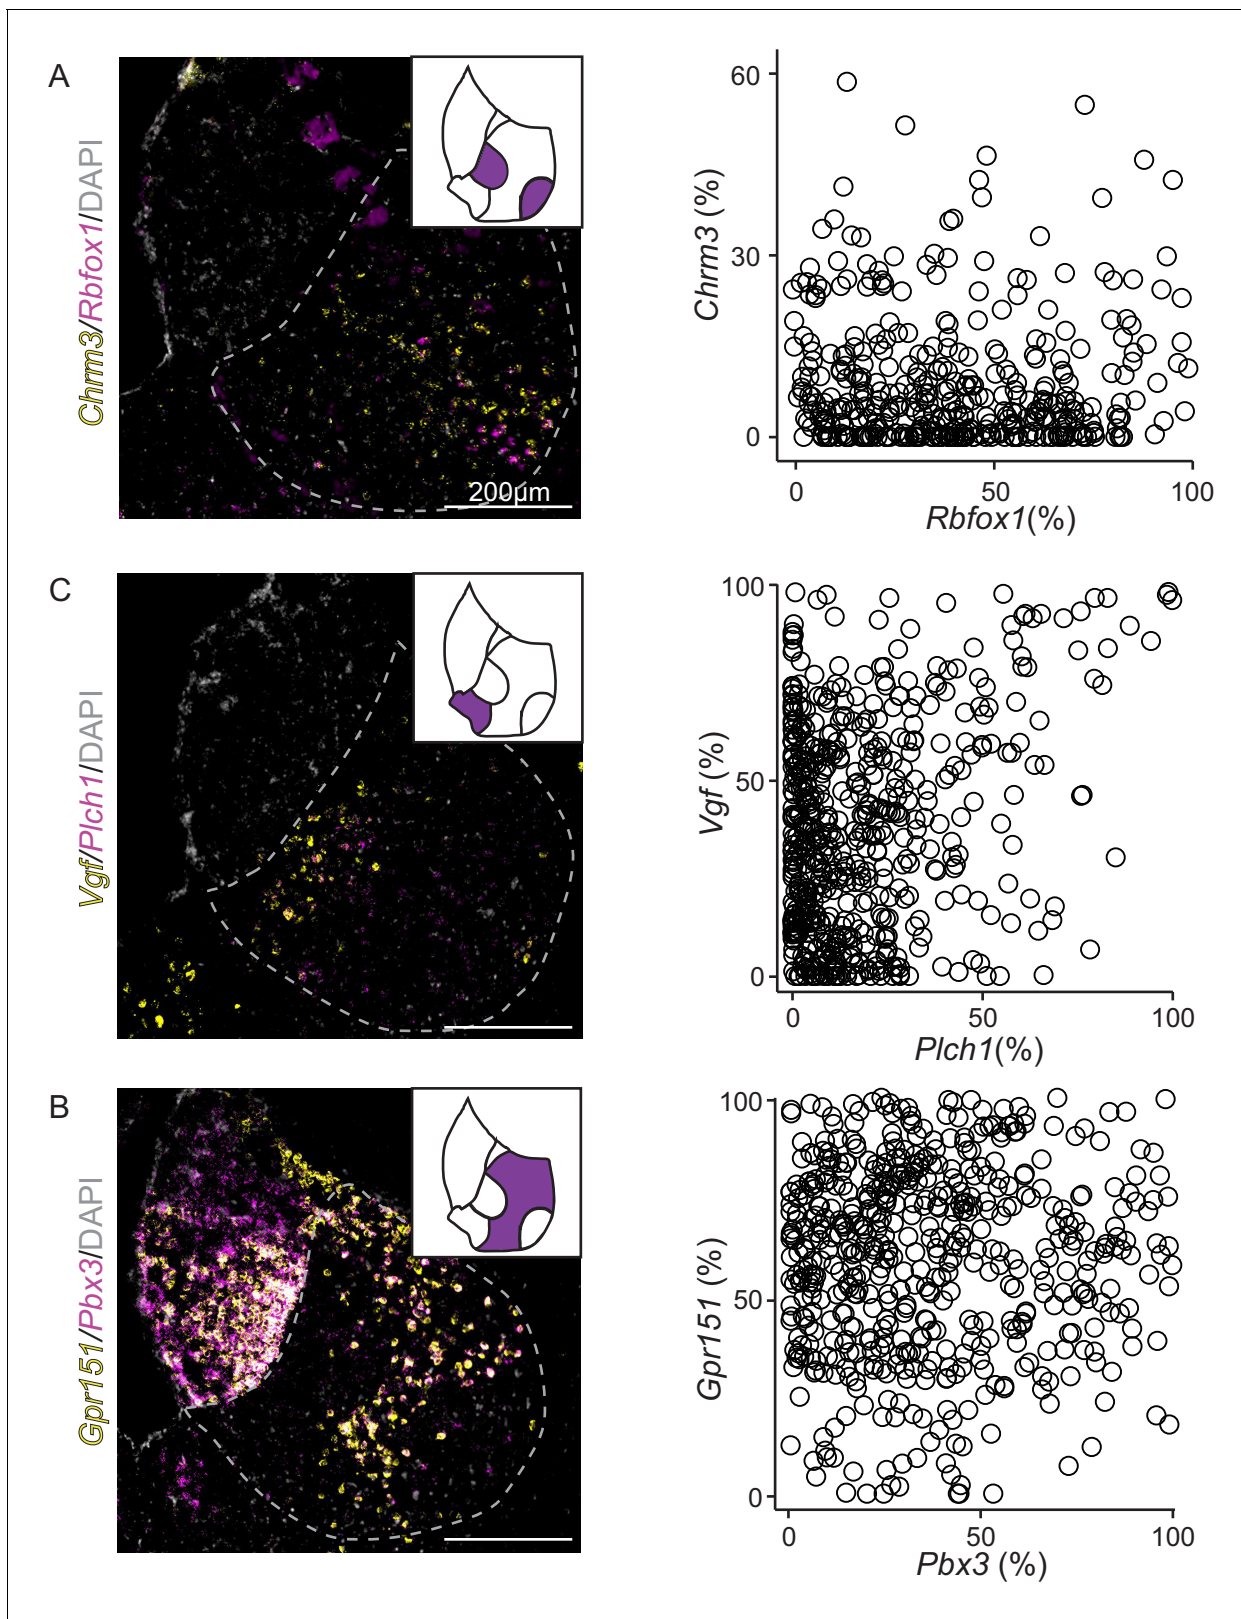 A
Chrm3/Rbfox1/DAPI
200µm
60
30
0
Chrm3 (%)
0
50
100
Rbfox1(%)
C
Vgf/Plch1/DAPI
100
50
0
Vgf (%)
0
50
100
Plch1(%)
B
Gpr151/Pbx3/DAPI
100
50
0
Gpr151 (%)
0
50
100
Pbx3 (%)